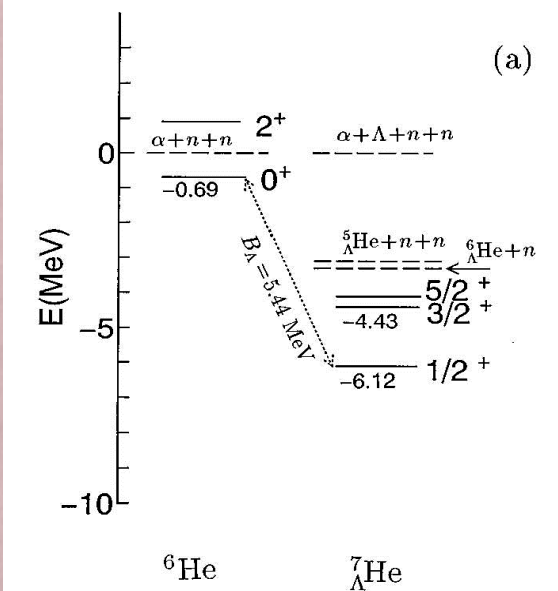 (a)
2⁺
α+n+n
α+Λ+n+n
0
−0.69
0⁺
⁵ΛHe+n+n
⁶ΛHe+n
E(MeV)
B_Λ=5.44 MeV
5/2 ⁺
−4.43
3/2 ⁺
−5
−6.12
1/2 ⁺
−10
⁶He
⁷ΛHe